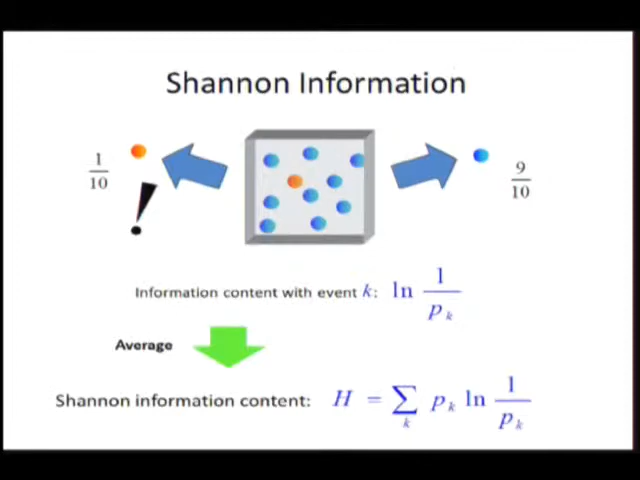 Shannon Information
1/10
!
9/10
Information content with event k: ln 1/p_k
Average
Shannon information content: H = ∑_k p_k ln 1/p_k